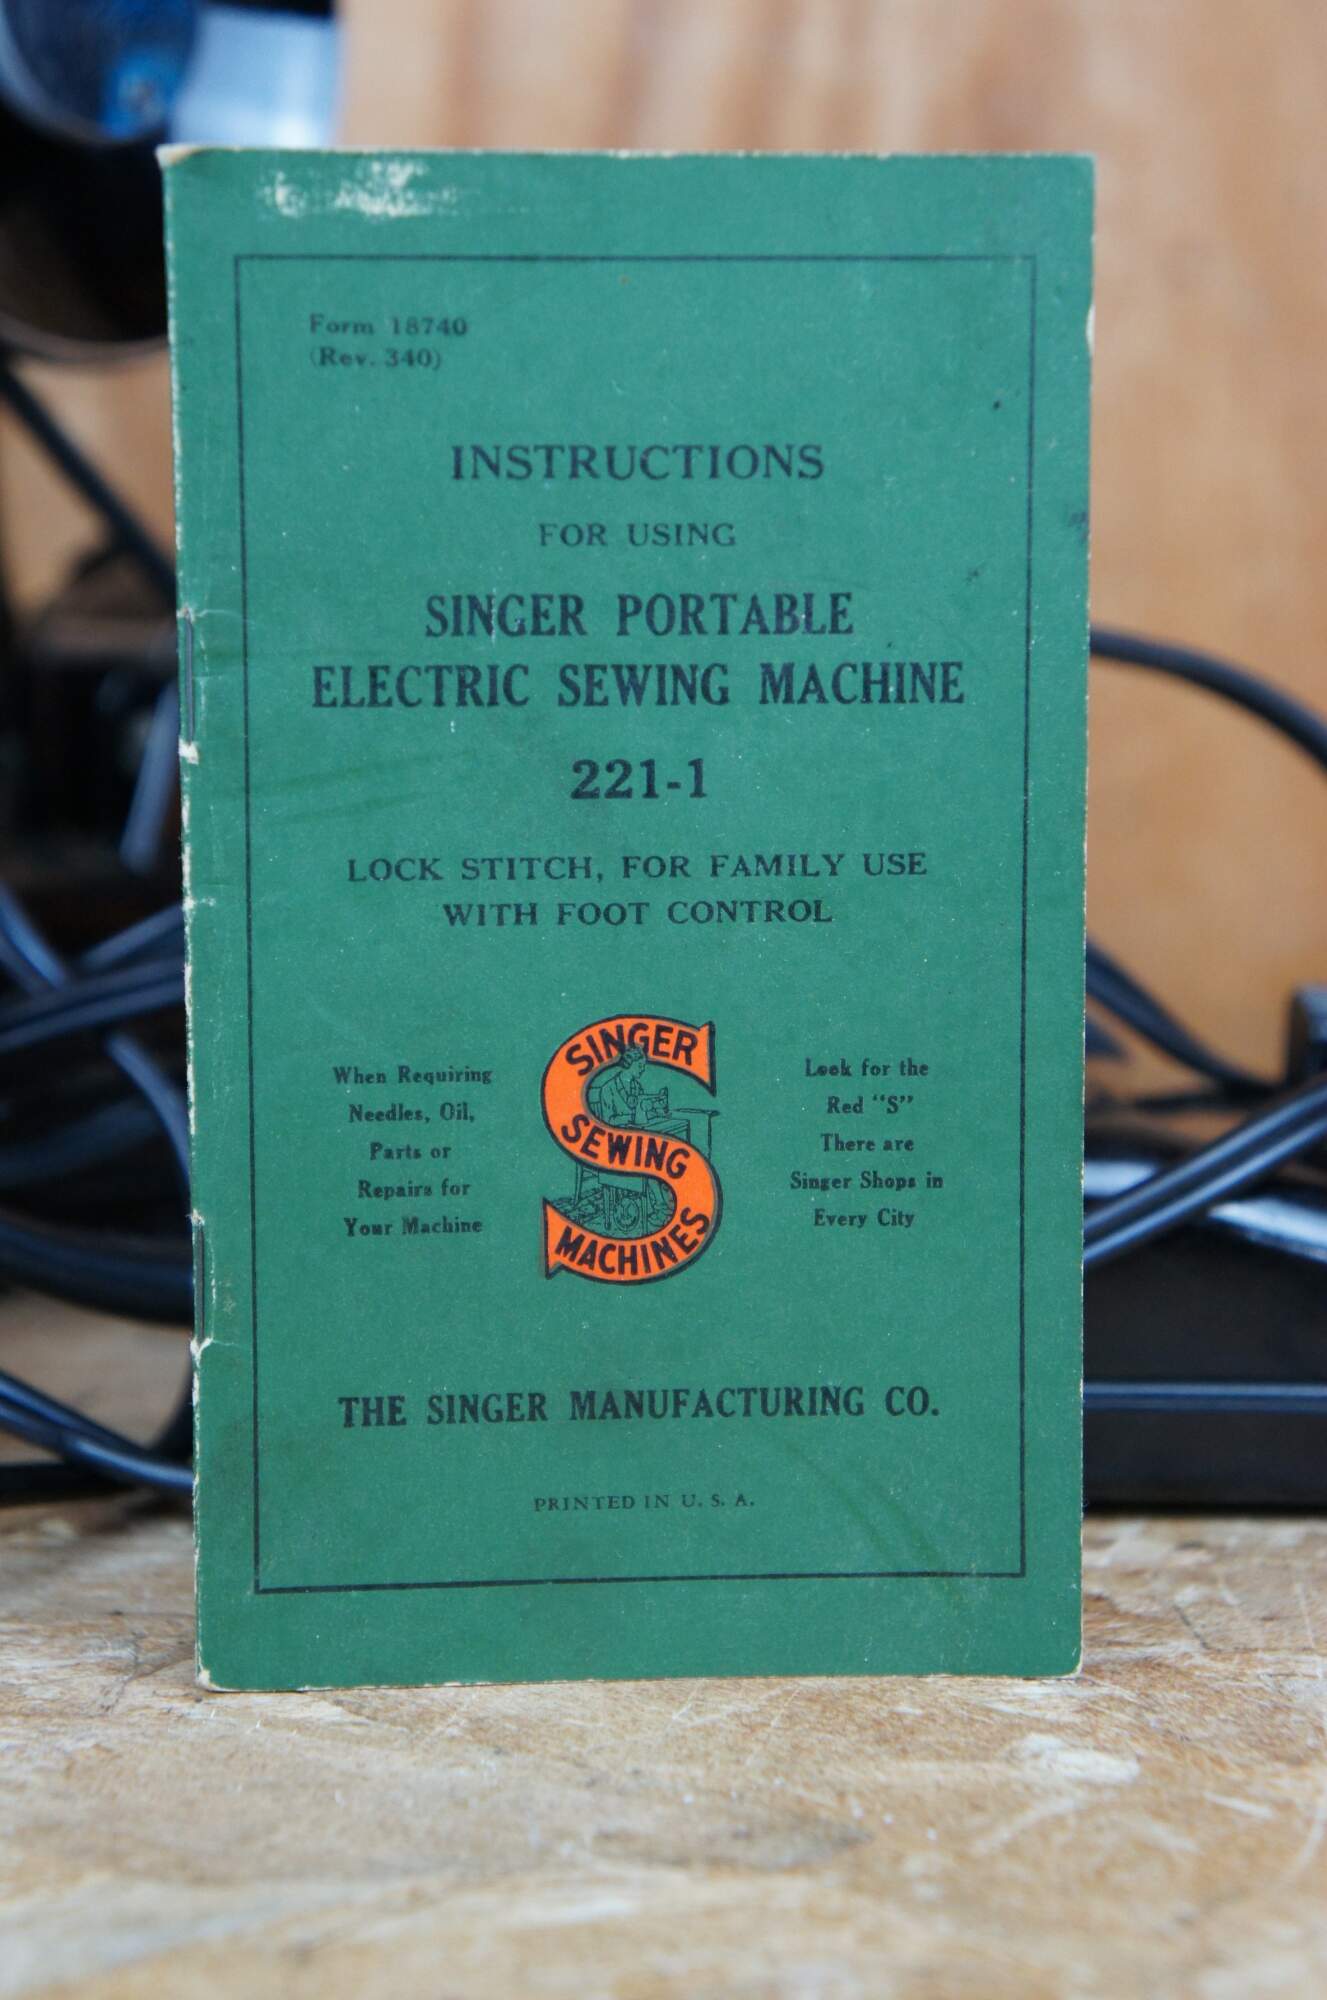 Form 18740
(Rev. 340)
INSTRUCTIONS
FOR USING
SINGER PORTABLE
ELECTRIC SEWING MACHINE
221-1
LOCK STITCH, FOR FAMILY USE
WITH FOOT CONTROL
When Requiring
Needles, Oil,
Parts or
Repairs for
Your Machine
SINGER
SEWING
MACHINES
Look for the
Red "S"
There are
Singer Shops in
Every City
THE SINGER MANUFACTURING CO.
PRINTED IN U. S. A.